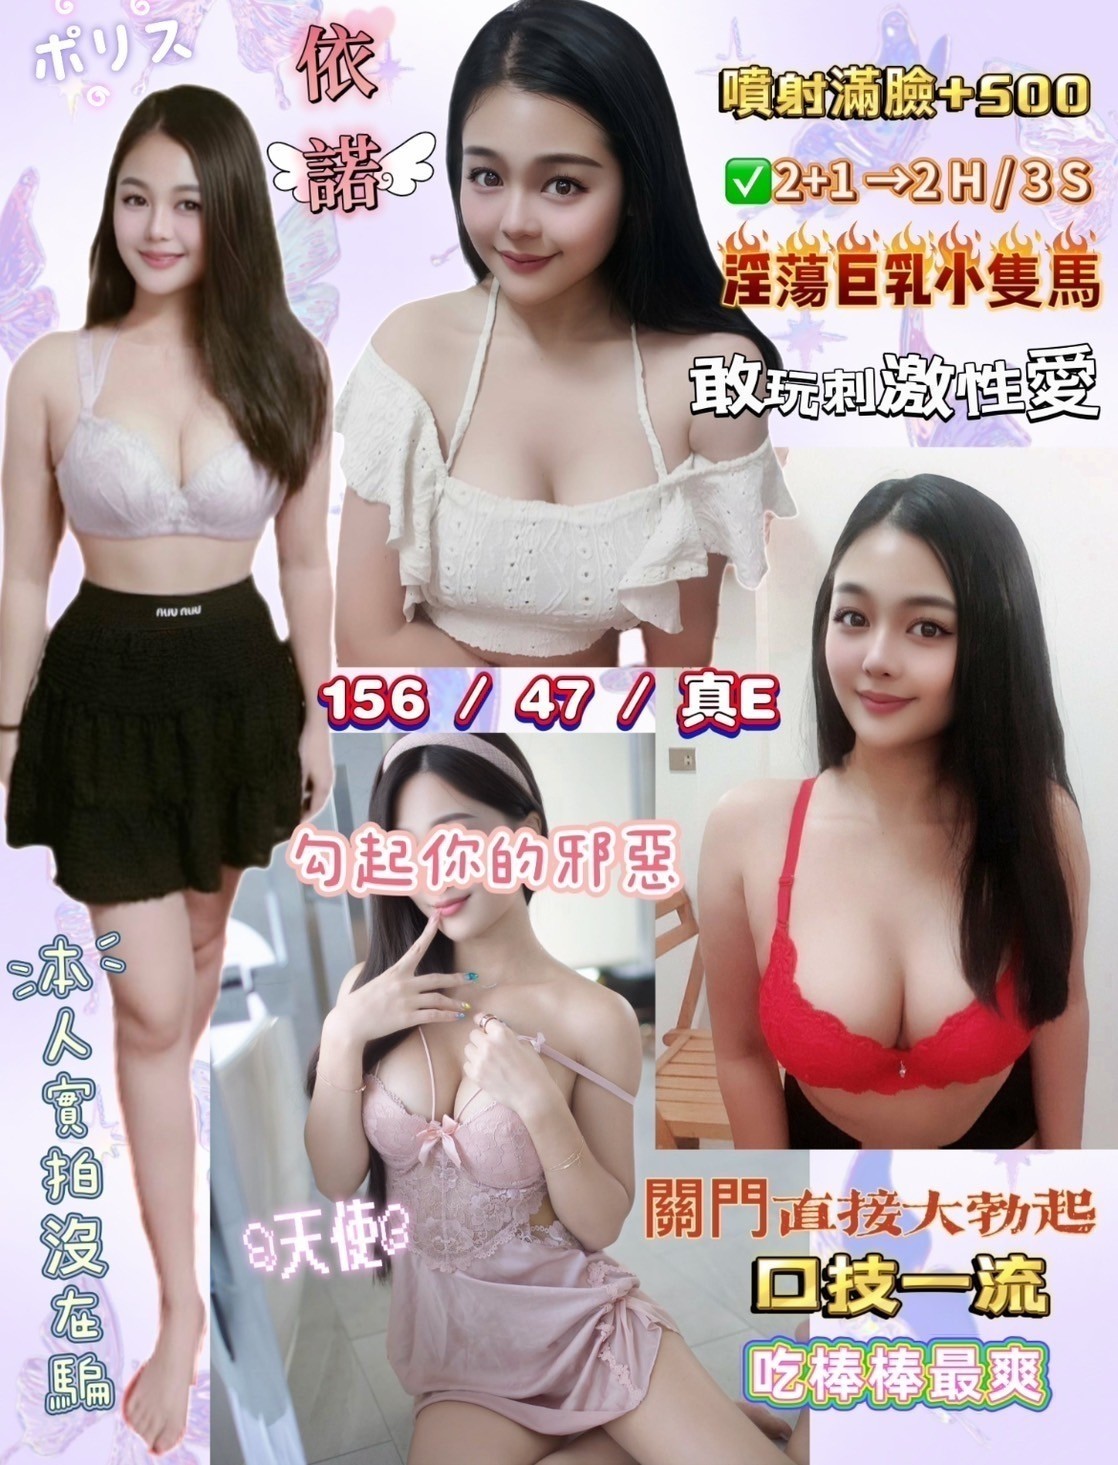 ポリス
依諾
噴射滿臉+500
✅2+1→2H/3S
淫蕩巨乳小隻馬
敢玩刺激性愛
nuu nuu
156 / 47 / 真E
勾起你的邪惡
本人實拍沒在騙
天使
關門直接大勃起
口技一流
吃棒棒最爽